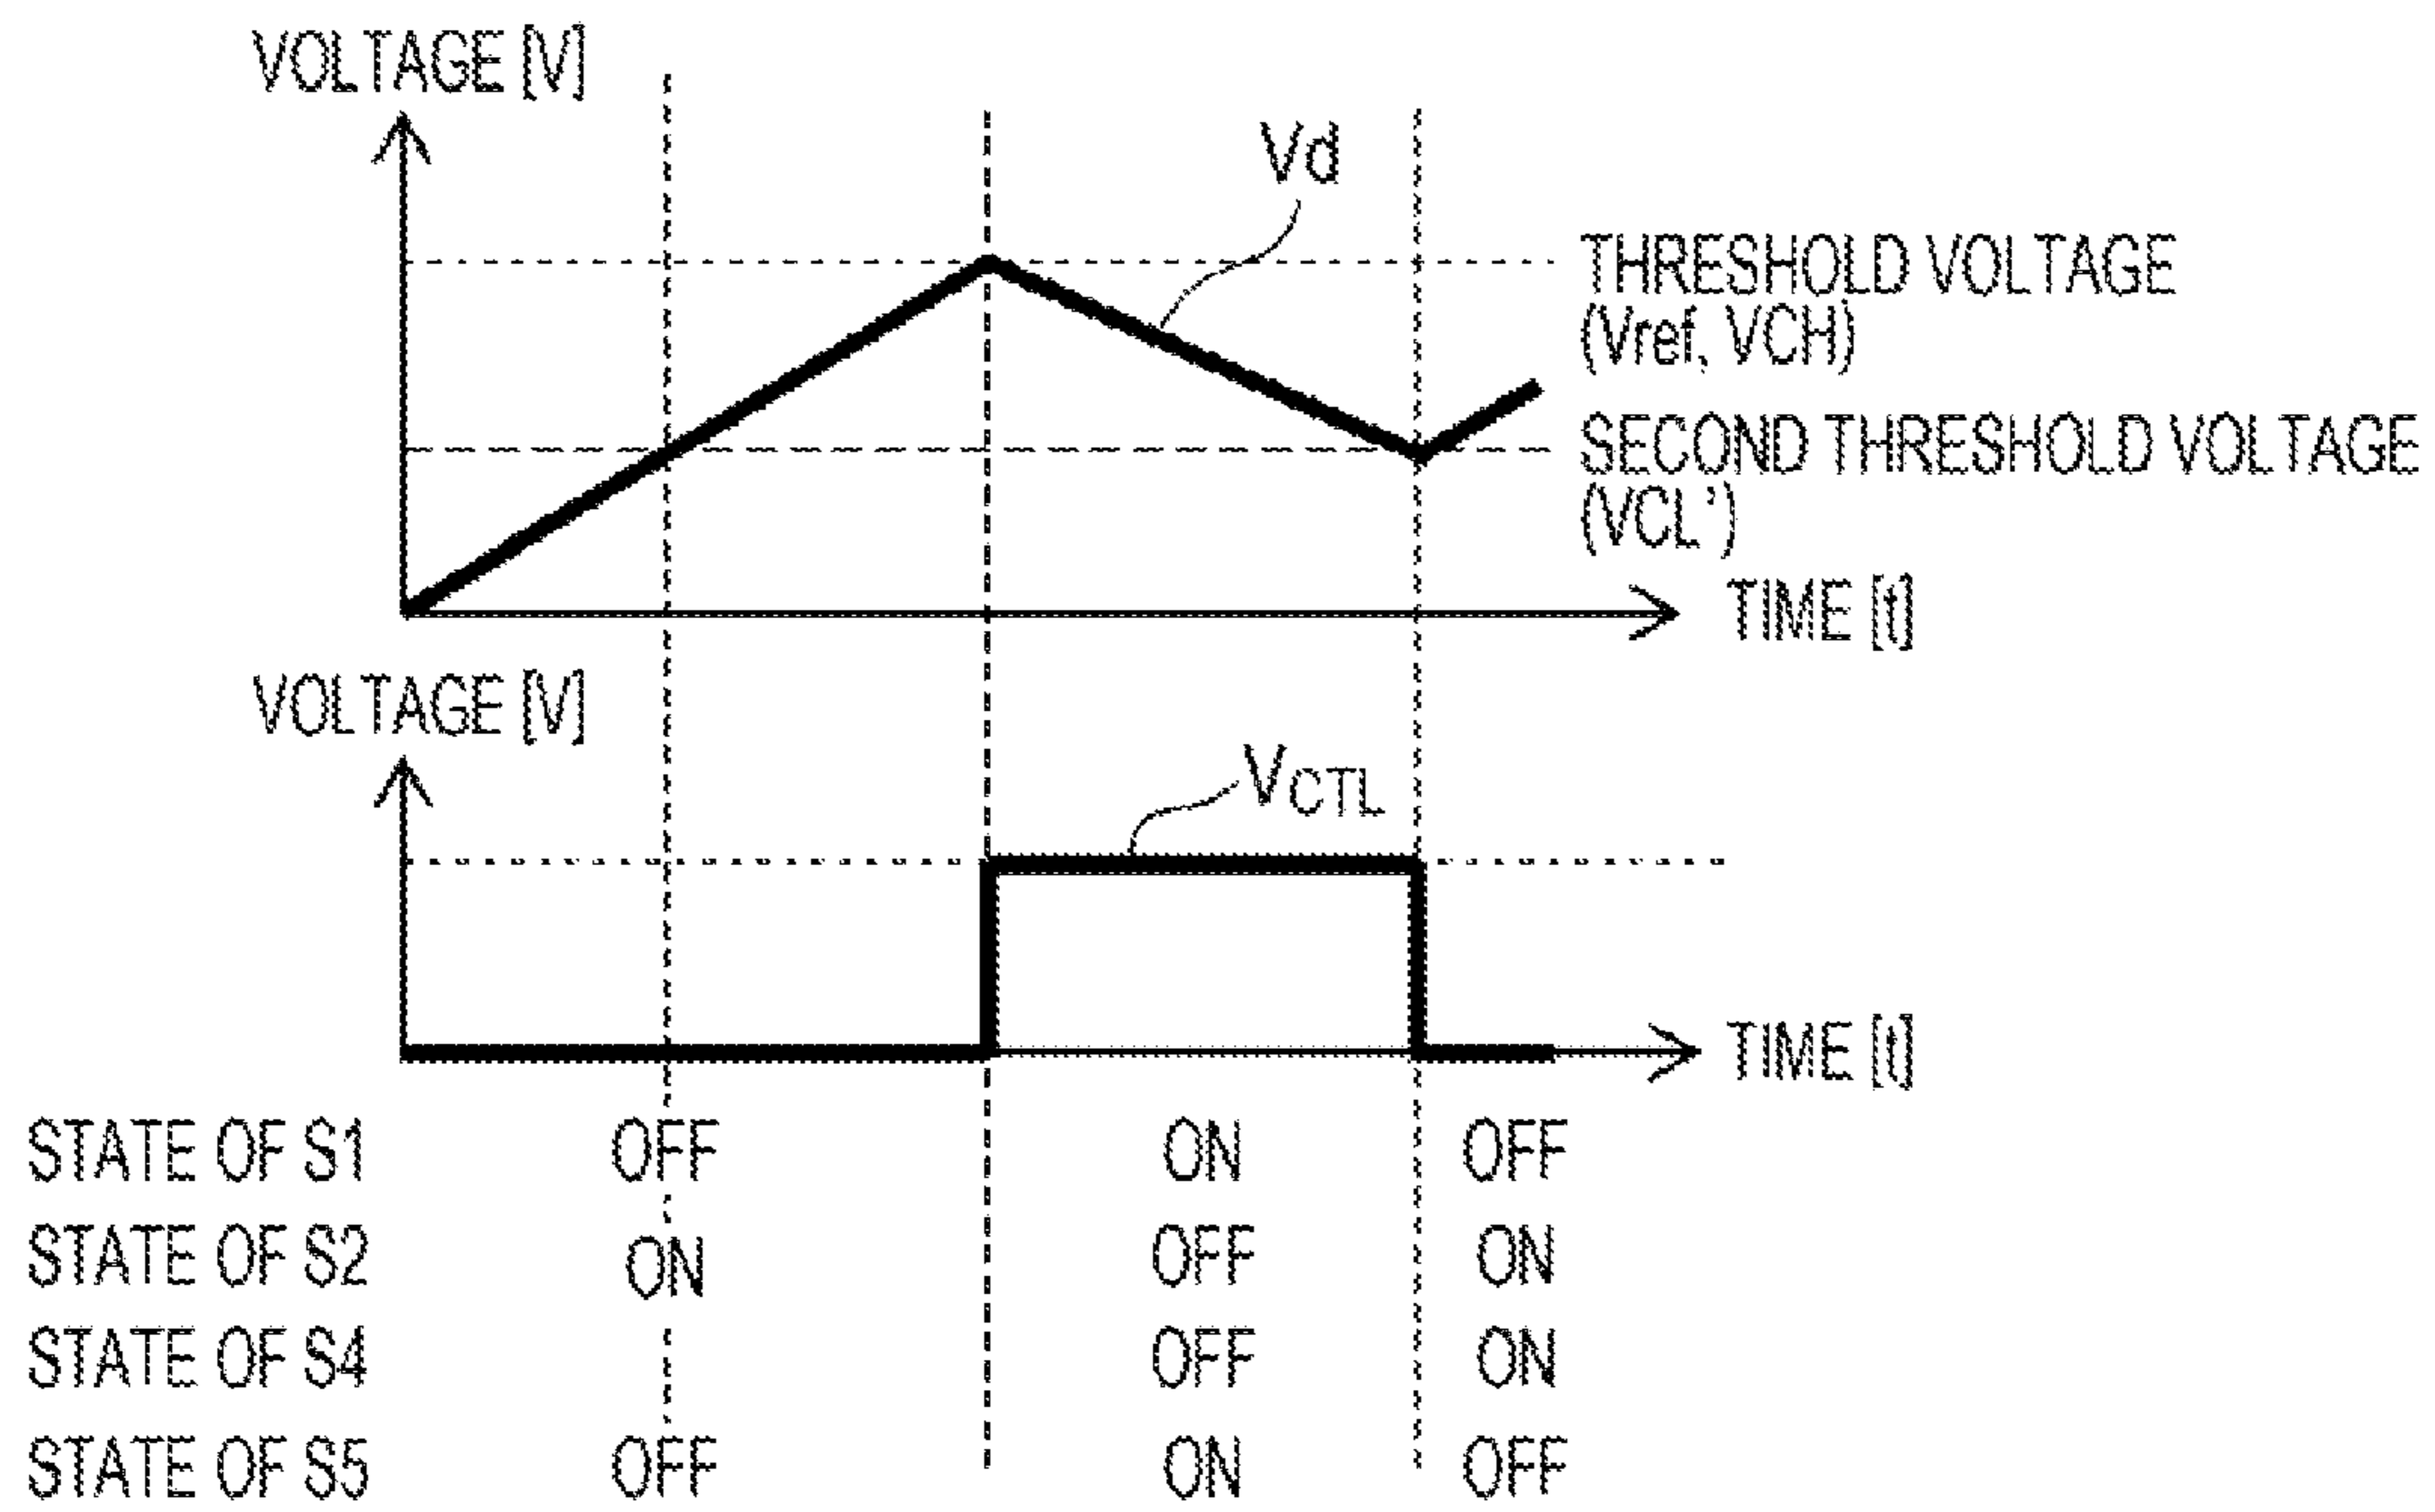 VOLTAGE [V]
Vd
THRESHOLD VOLTAGE
(Vref, VCH)
SECOND THRESHOLD VOLTAGE
(VCL')
TIME [t]
VOLTAGE [V]
VCTL
TIME [t]
STATE OF S1 OFF ON OFF
STATE OF S2 ON OFF ON
STATE OF S4 OFF ON
STATE OF S5 OFF ON OFF